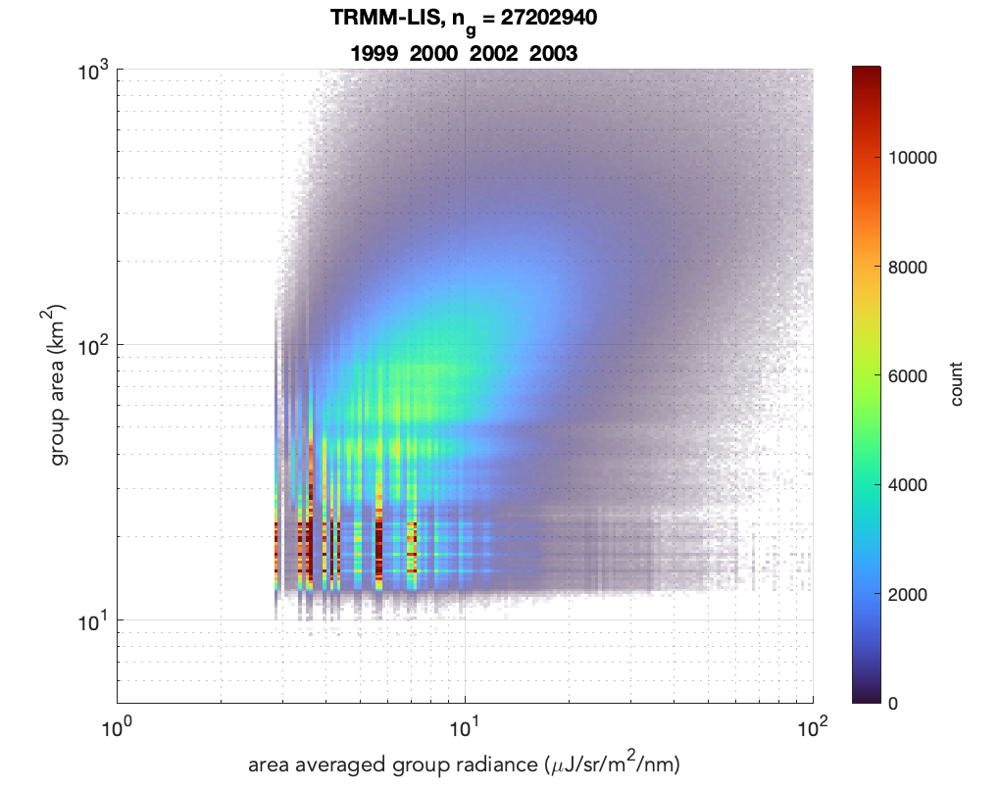 TRMM-LIS, n_g = 27202940
1999 2000 2002 2003
10^3
10^2
10^1
group area (km^2)
10^0
10^1
10^2
area averaged group radiance (μJ/sr/m^2/nm)
10000
8000
6000
4000
2000
0
count